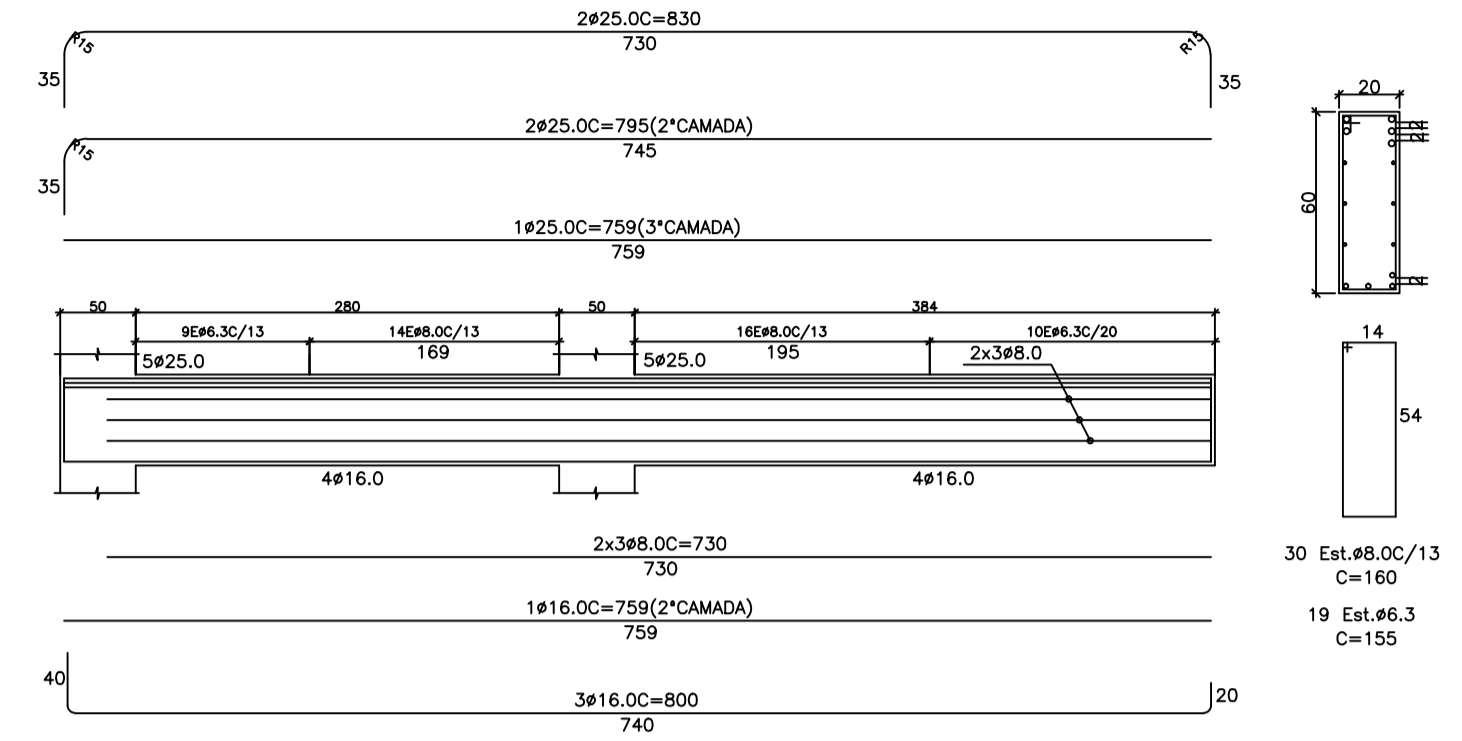 2ø25.0C=830
730
R15
R15
35
35
2ø25.0C=795(2ªCAMADA)
745
R15
35
1ø25.0C=759(3ªCAMADA)
759
20
2
2
60
2
50
280
50
384
9Eø6.3C/13
14Eø8.0C/13
16Eø8.0C/13
10Eø6.3C/20
169
195
5ø25.0
5ø25.0
2x3ø8.0
4ø16.0
4ø16.0
14
54
2x3ø8.0C=730
730
30 Est.ø8.0C/13
C=160
19 Est.ø6.3
C=155
1ø16.0C=759(2ªCAMADA)
759
40
3ø16.0C=800
740
20